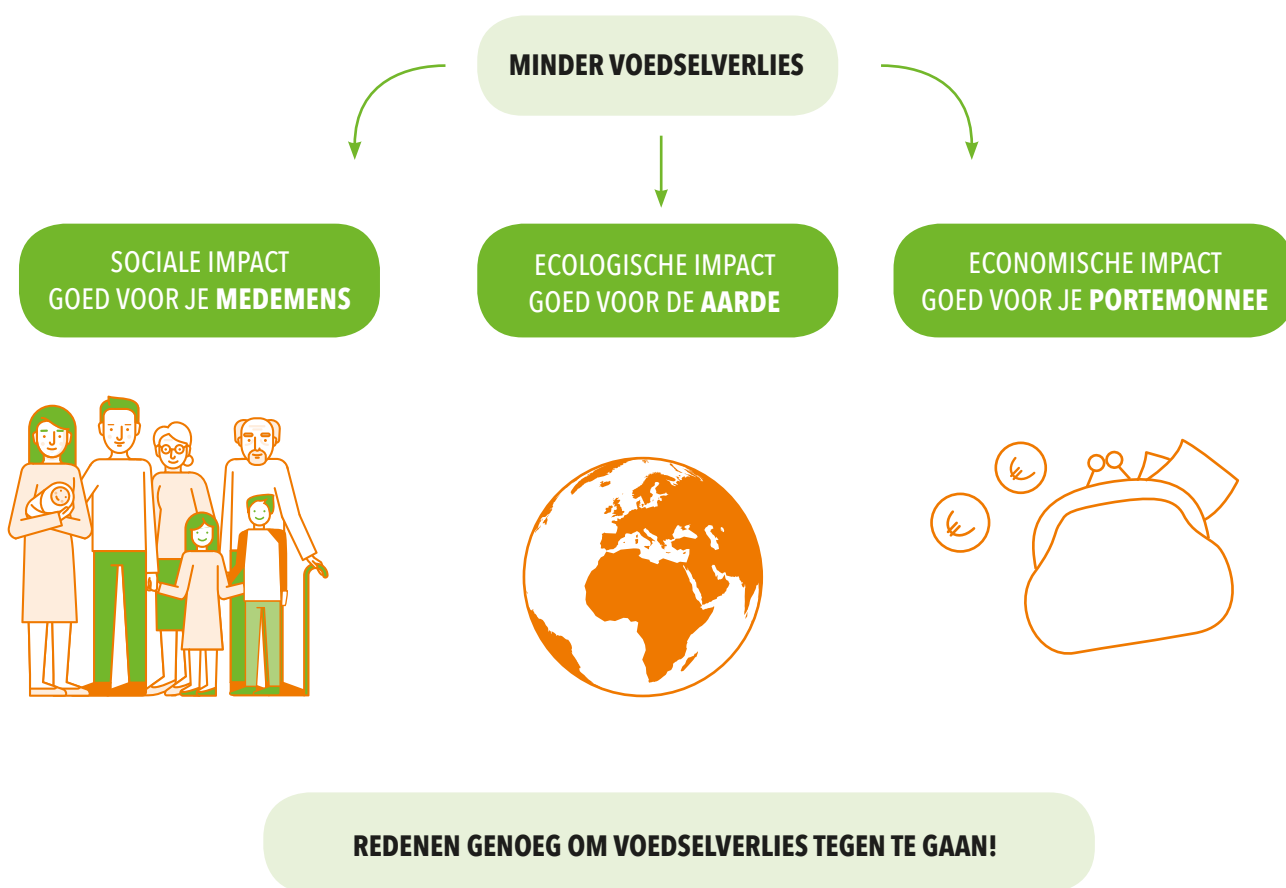 MINDER VOEDSELVERLIES
SOCIALE IMPACT
GOED VOOR JE MEDEMENS
ECOLOGISCHE IMPACT
GOED VOOR DE AARDE
ECONOMISCHE IMPACT
GOED VOOR JE PORTEMONNEE
€
€
REDENEN GENOEG OM VOEDSELVERLIES TEGEN TE GAAN!